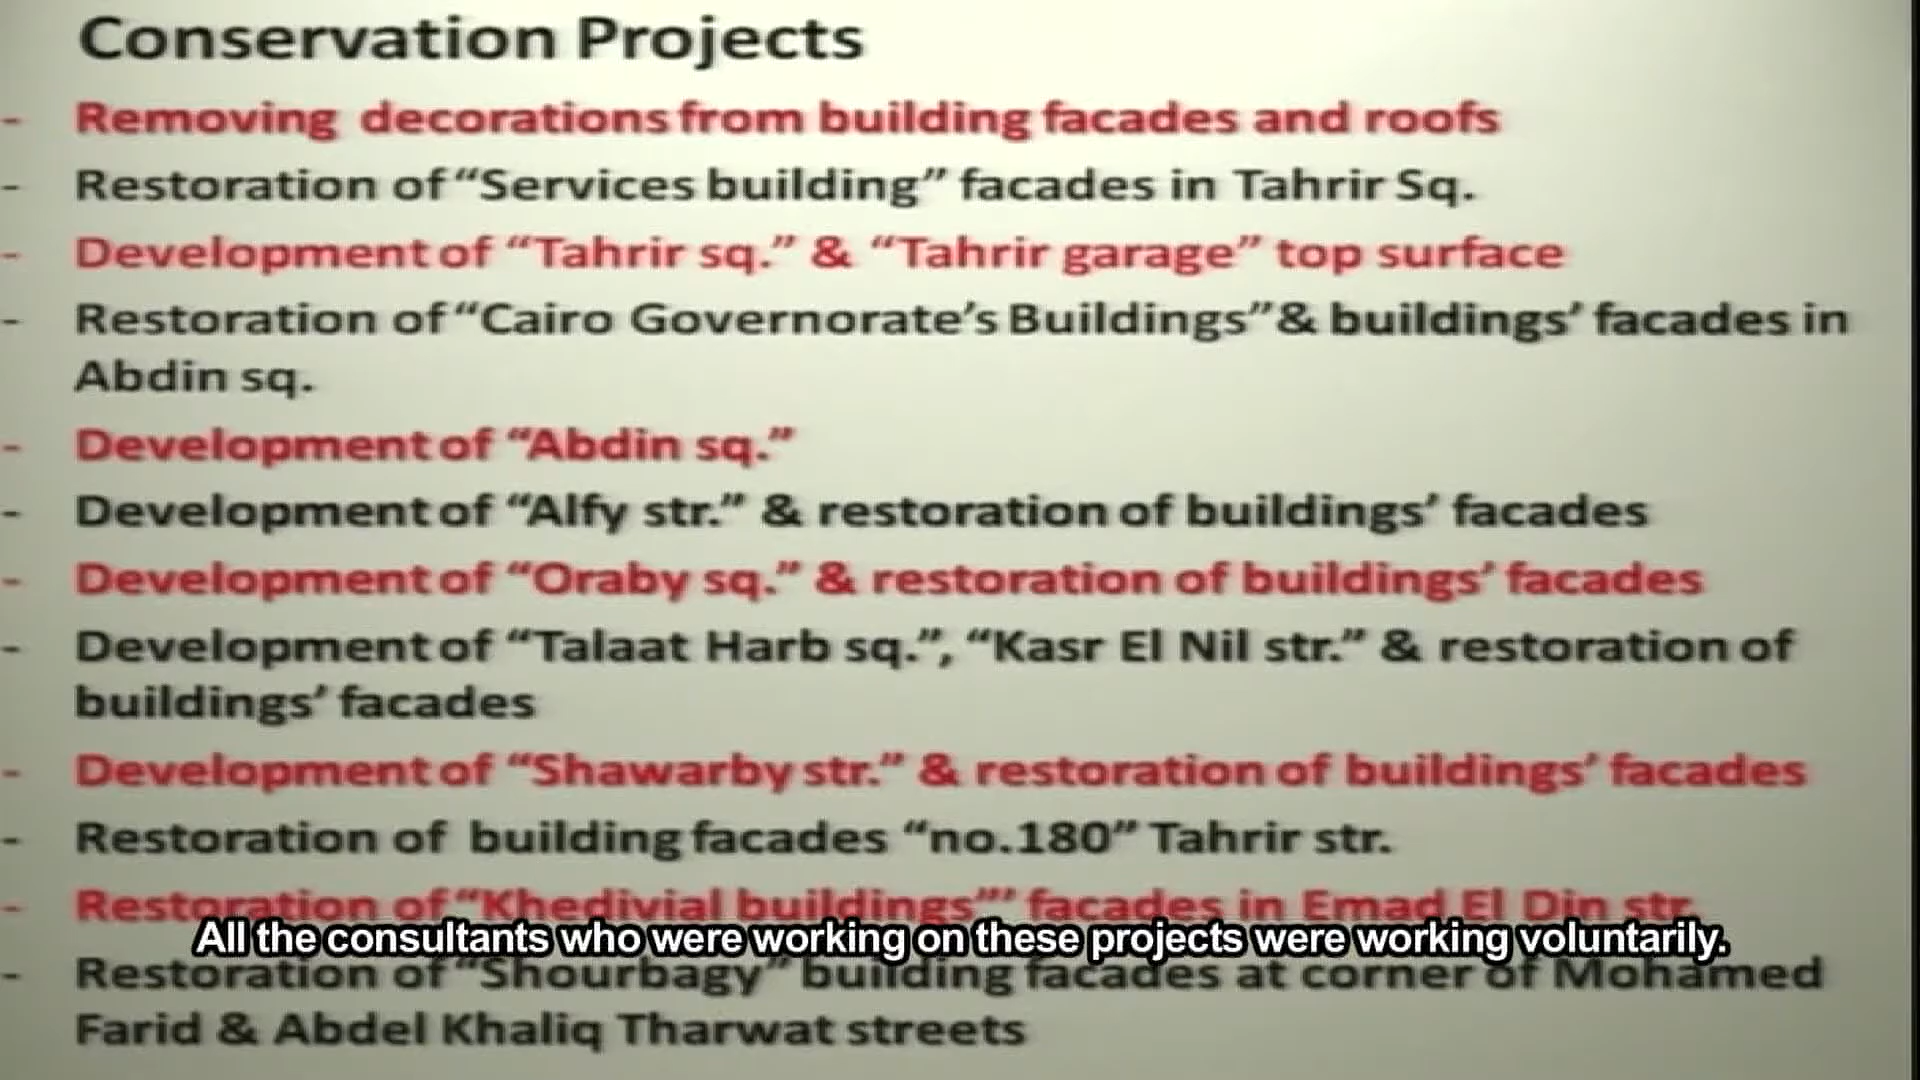 Conservation Projects
- Removing decorations from building facades and roofs
- Restoration of “Services building” facades in Tahrir Sq.
- Development of “Tahrir sq.” & “Tahrir garage” top surface
- Restoration of “Cairo Governorate’s Buildings”& buildings’ facades in
Abdin sq.
- Development of “Abdin sq.”
- Development of “Alfy str.” & restoration of buildings’ facades
- Development of “Oraby sq.” & restoration of buildings’ facades
- Development of “Talaat Harb sq.”, “Kasr El Nil str.” & restoration of
buildings’ facades
- Development of “Shawarby str.” & restoration of buildings’ facades
- Restoration of building facades “no.180” Tahrir str.
- Restoration of “Khedivial buildings”’ facades in Emad El Din str.
All the consultants who were working on these projects were working voluntarily.
- Restoration of “Shourbagy” building facades at corner of Mohamed
Farid & Abdel Khaliq Tharwat streets